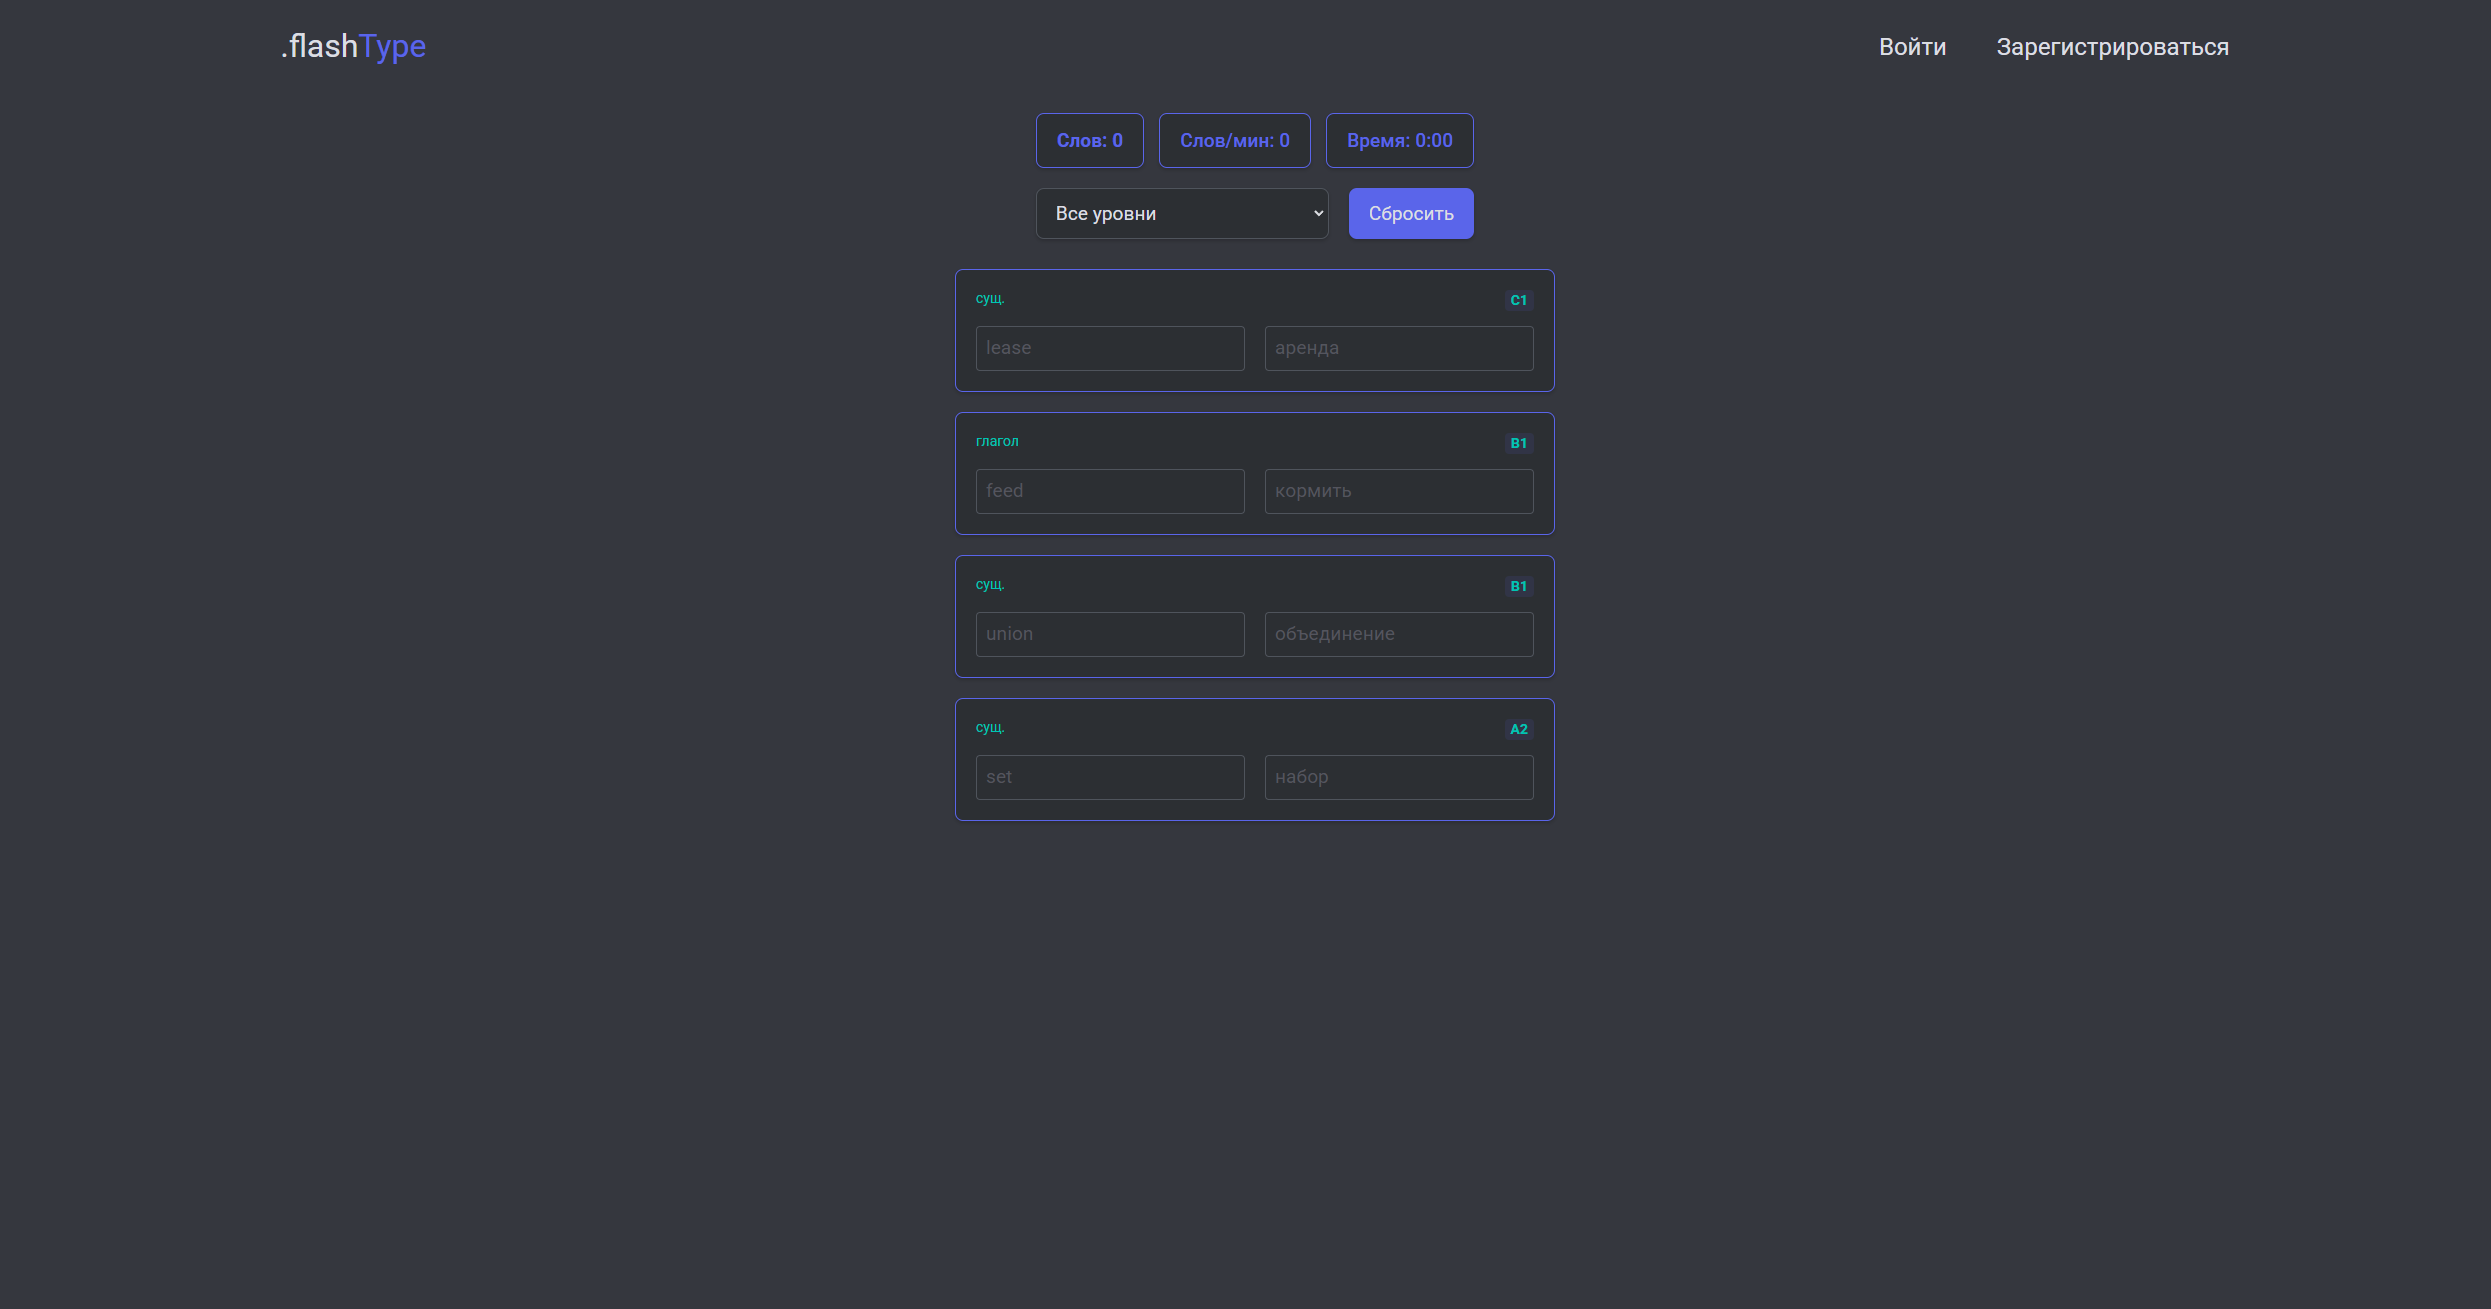 .flashType Войти Зарегистрироваться
Слов: 0 Слов/мин: 0 Время: 0:00
Все уровни Сбросить
сущ. C1
lease аренда
глагол B1
feed кормить
сущ. B1
union объединение
сущ. A2
set набор